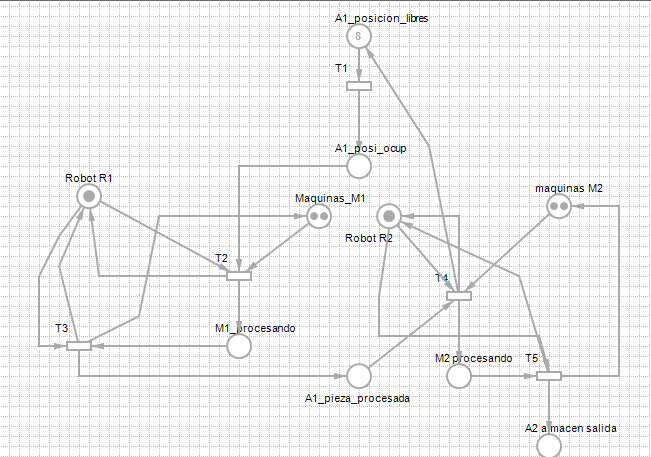 A1_posicion_libres
8
T1
A1_posi_ocup
Robot R1
Maquinas_M1
maquinas M2
Robot R2
T2
T4
T3
M1_procesando
M2 procesando
T5
A1_pieza_procesada
A2 almacen salida